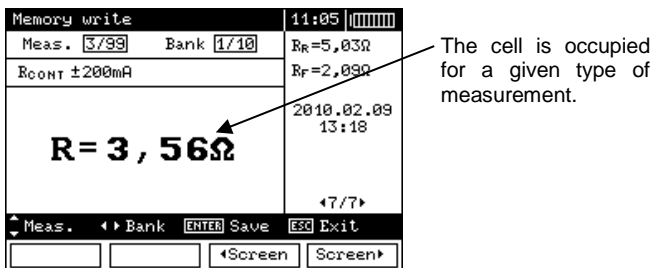 Memory write 11:05
Meas. 3/99 Bank 1/10
RCONT ±200mA
R=3,56Ω
RR=5,03Ω
RF=2,09Ω
2010.02.09
13:18
◂7/7▸
Meas. ◂▸ Bank ENTER Save ESC Exit
◂Screen Screen▸
The cell is occupied
for a given type of
measurement.